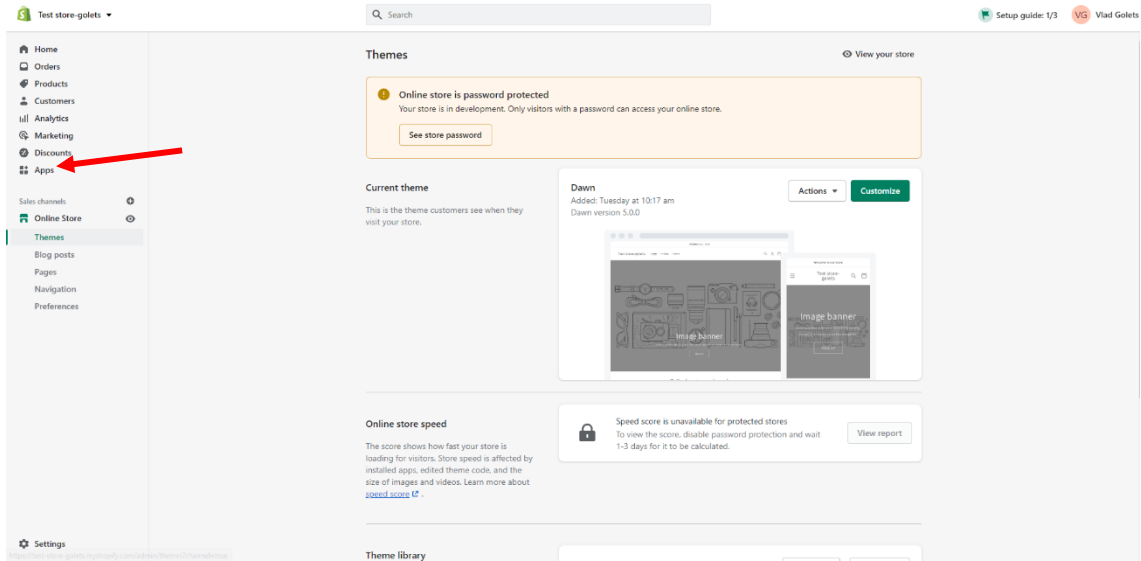 Test store-golets
Search
Setup guide: 1/3
VG
Vlad Golets
Home
Orders
Products
Customers
Analytics
Marketing
Discounts
Apps
Sales channels
Online Store
Themes
Blog posts
Pages
Navigation
Preferences
Settings
Themes
View your store
Online store is password protected
Your store is in development. Only visitors with a password can access your online store.
See store password
Current theme
This is the theme customers see when they
visit your store.
Dawn
Added: Tuesday at 10:17 am
Dawn version 5.0.0
Actions
Customize
Image banner
Test store-
golets
Image banner
Online store speed
The score shows how fast your store is
loading for visitors. Store speed is affected by
installed apps, edited theme code, and the
size of images and videos. Learn more about
speed score .
Speed score is unavailable for protected stores
To view the score, disable password protection and wait
1-3 days for it to be calculated.
View report
Theme library